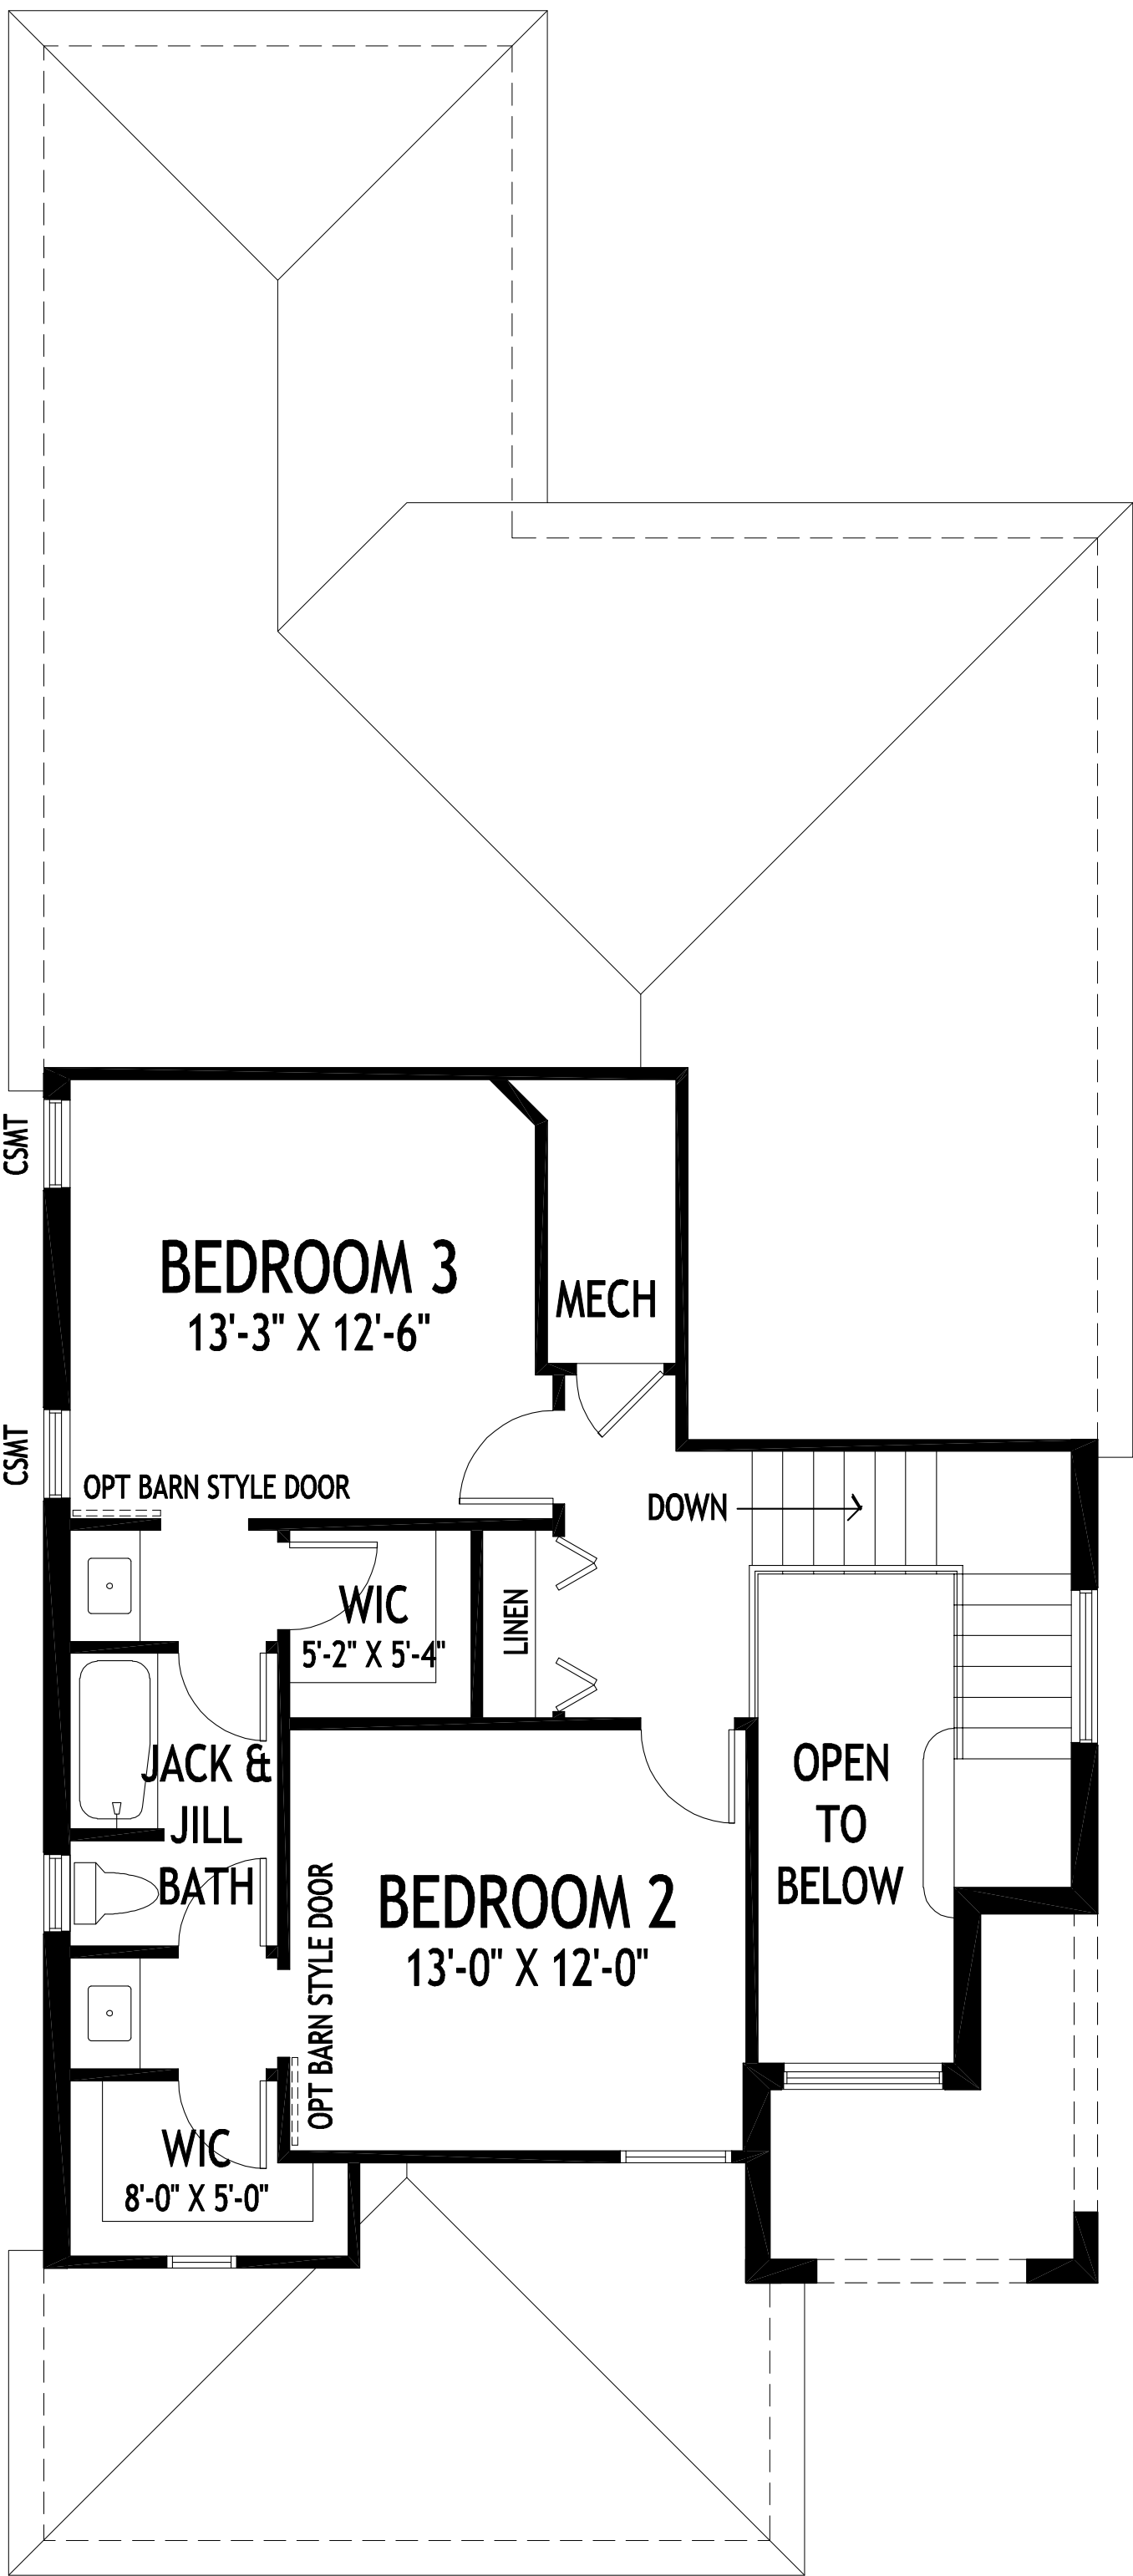 CSMT
BEDROOM 3
13'-3" X 12'-6"
MECH
CSMT
OPT BARN STYLE DOOR
DOWN
WIC
5'-2" X 5'-4"
LINEN
JACK &
JILL
BATH
OPEN
TO
BELOW
BEDROOM 2
13'-0" X 12'-0"
OPT BARN STYLE DOOR
WIC
8'-0" X 5'-0"